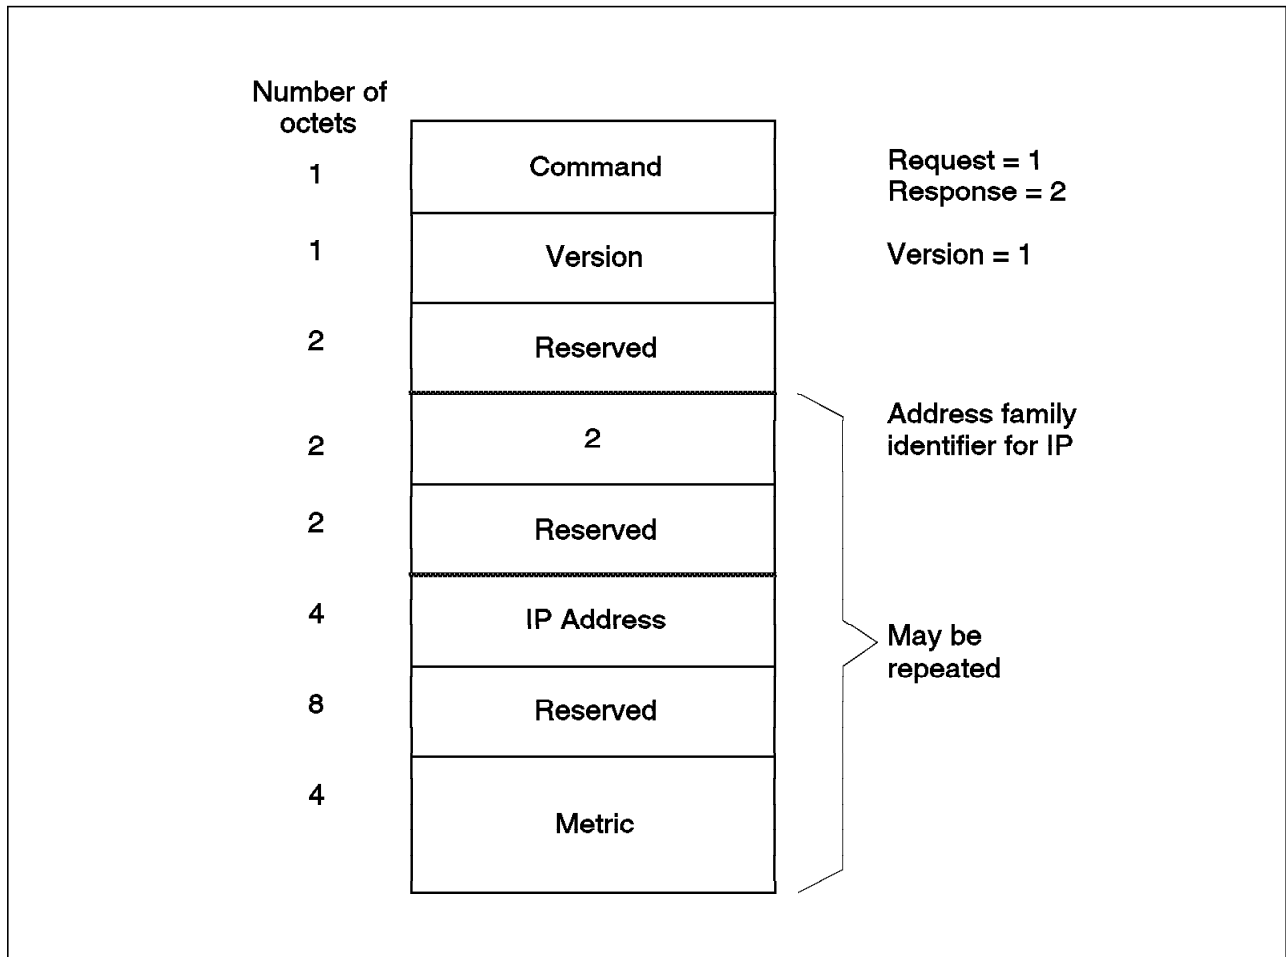 Number of
octets
1
Command
Request = 1
Response = 2
1
Version
Version = 1
2
Reserved
2
2
Address family
identifier for IP
2
Reserved
4
IP Address
May be
repeated
8
Reserved
4
Metric